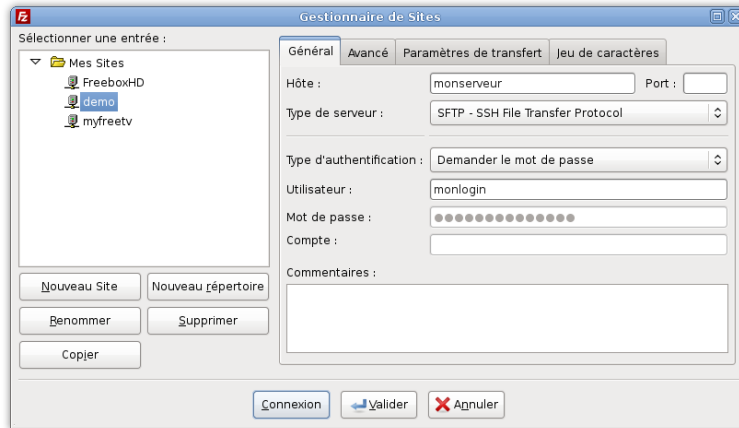 Fz
Gestionnaire de Sites
Sélectionner une entrée :
Mes Sites
FreeboxHD
demo
myfreetv
Nouveau Site
Nouveau répertoire
Renommer
Supprimer
Copier
Général
Avancé
Paramètres de transfert
Jeu de caractères
Hôte :
monserveur
Port :
Type de serveur :
SFTP - SSH File Transfer Protocol
Type d'authentification :
Demander le mot de passe
Utilisateur :
monlogin
Mot de passe :
●●●●●●●●●●●●●●
Compte :
Commentaires :
Connexion
Valider
Annuler